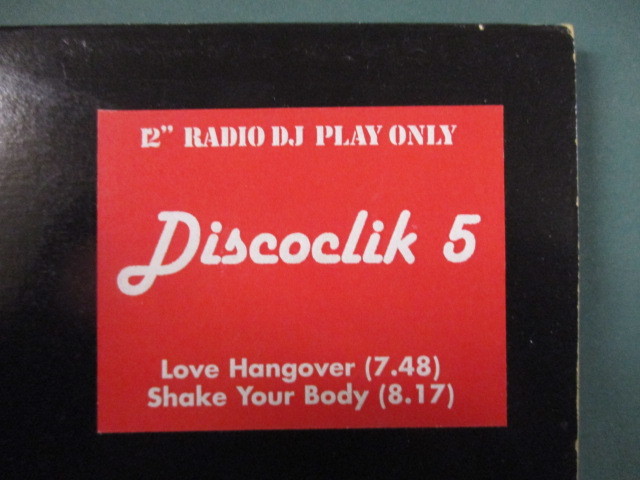 12” RADIO DJ PLAY ONLY
Discoclik 5
Love Hangover (7.48)
Shake Your Body (8.17)